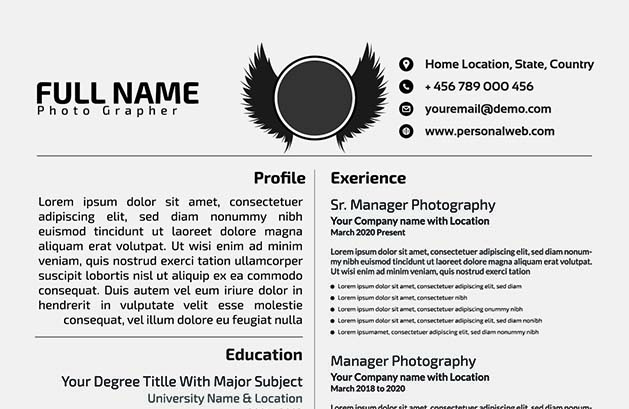 FULL NAME
Photo Grapher
Home Location, State, Country
+ 456 789 000 456
youremail@demo.com
www.personalweb.com
Profile
Lorem ipsum dolor sit amet, consectetuer
adipiscing elit, sed diam nonummy nibh
euismod tincidunt ut laoreet dolore magna
aliquam erat volutpat. Ut wisi enim ad minim
veniam, quis nostrud exerci tation ullamcorper
suscipit lobortis nisl ut aliquip ex ea commodo
consequat. Duis autem vel eum iriure dolor in
hendrerit in vulputate velit esse molestie
consequat, vel illum dolore eu feugiat nulla
Education
Your Degree Titlle With Major Subject
University Name & Location
Exerience
Sr. Manager Photography
Your Company name with Location
March 2020 Present
Lorem ipsum dolor sit amet, consectetuer adipiscing elit, sed diam nonum-
my nibh euismod tincidunt ut laoreet dolore magna aliquam erat volutpat.
Ut wisi enim ad minim veniam, quis nostrud exerci tation
Lorem ipsum dolor sit amet, consectetuer adipiscing elit, sed diam
Lorem ipsum dolor sit amet, consectetuer nibh
Lorem ipsum dolor sit amet, consectetuer adipiscing onummy nibh
Lorem ipsum dolor sit amet, consectetuer adipiscing elit, sed diam nonibh
Lorem ipsumamet, consectetuer adipiscing elit, sed diam nonummy nibh
Manager Photography
Your Company name with Location
March 2018 to 2020